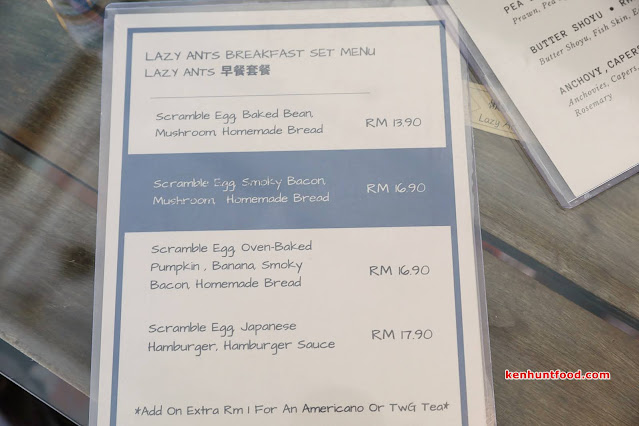 LAZY ANTS BREAKFAST SET MENU
LAZY ANTS 早餐套餐
Scramble Egg, Baked Bean,
Mushroom, Homemade Bread
RM 13.90
Scramble Egg, Smoky Bacon,
Mushroom, Homemade Bread
RM 16.90
Scramble Egg, Oven-Baked
Pumpkin , Banana, Smoky
Bacon, Homemade Bread
RM 16.90
Scramble Egg, Japanese
Hamburger, Hamburger Sauce
RM 17.90
*Add On Extra Rm 1 For An Americano Or TwG Tea*
PEA
Prawn, Pea
BUTTER SHOYU •
Butter Shoyu, Fish Skin,
ANCHOVY, CAPER
Anchovies, Capers,
Rosemary
Lazy
kenhuntfood.com